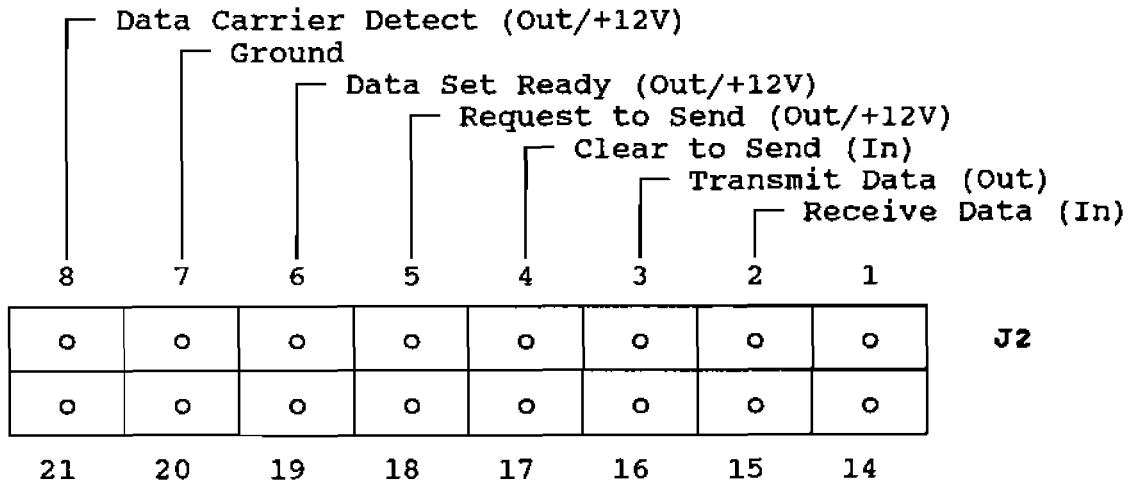 Data Carrier Detect (Out/+12V)
Ground
Data Set Ready (Out/+12V)
Request to Send (Out/+12V)
Clear to Send (In)
Transmit Data (Out)
Receive Data (In)
8 7 6 5 4 3 2 1
J2
21 20 19 18 17 16 15 14